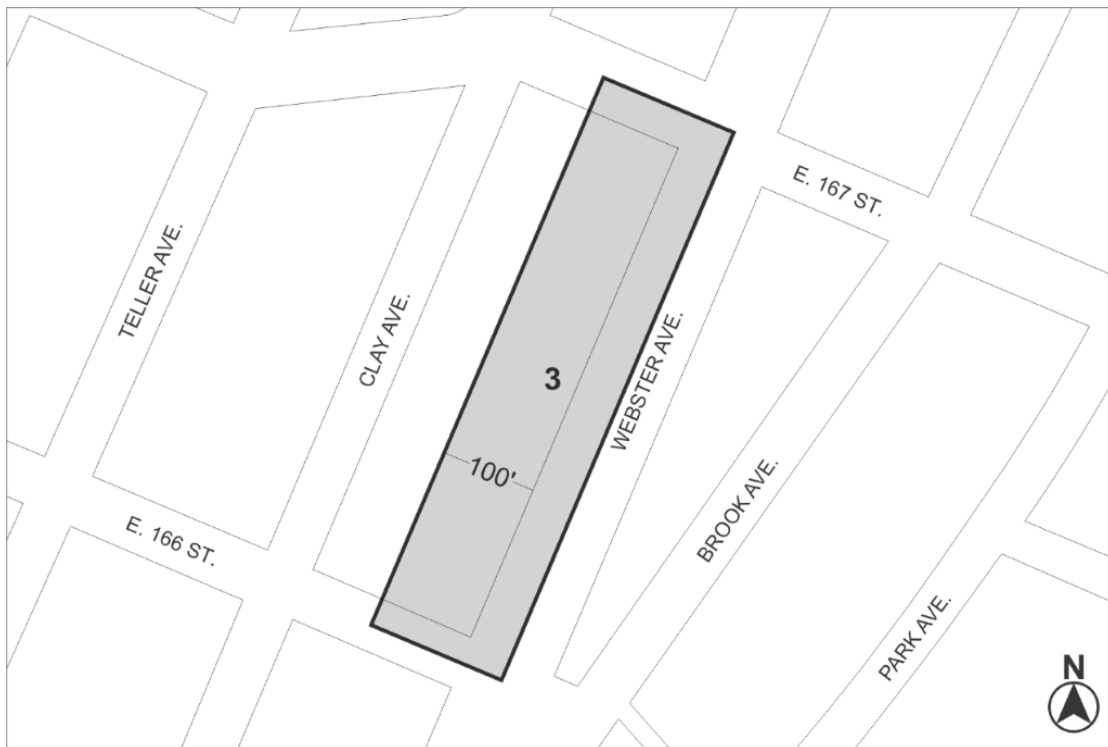 E. 167 ST.
TELLER AVE.
CLAY AVE.
WEBSTER AVE.
3
100'
BROOK AVE.
E. 166 ST.
PARK AVE.
N